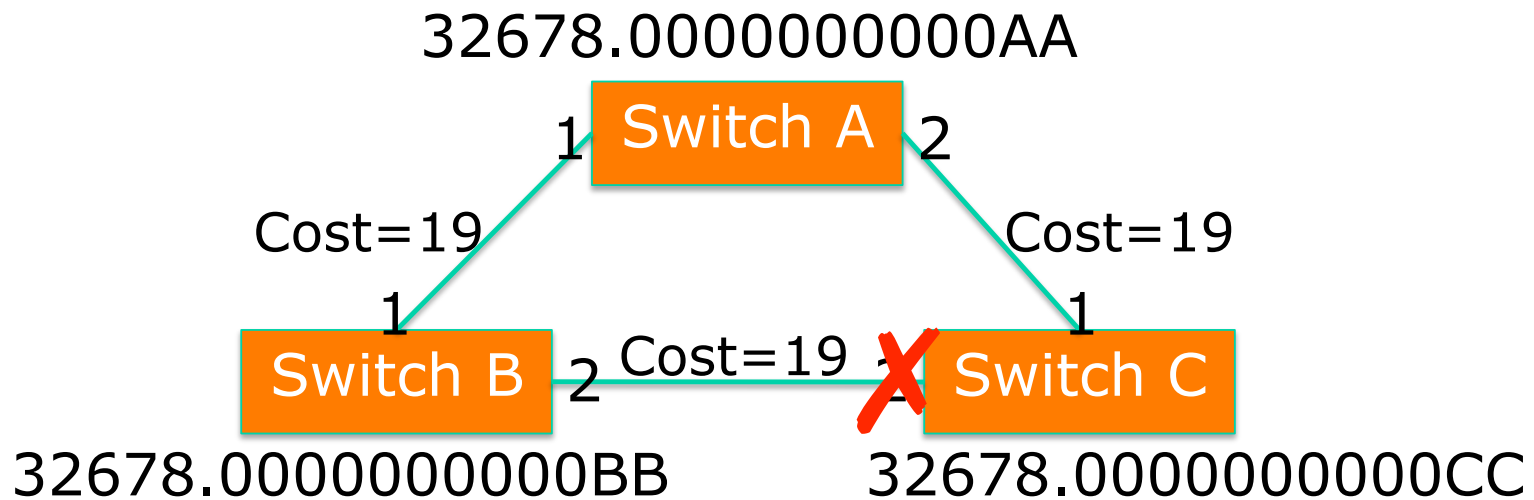 32678.0000000000AA
1 Switch A 2
Cost=19 Cost=19
1 1
Switch B 2 Cost=19 Switch C
32678.0000000000BB 32678.0000000000CC